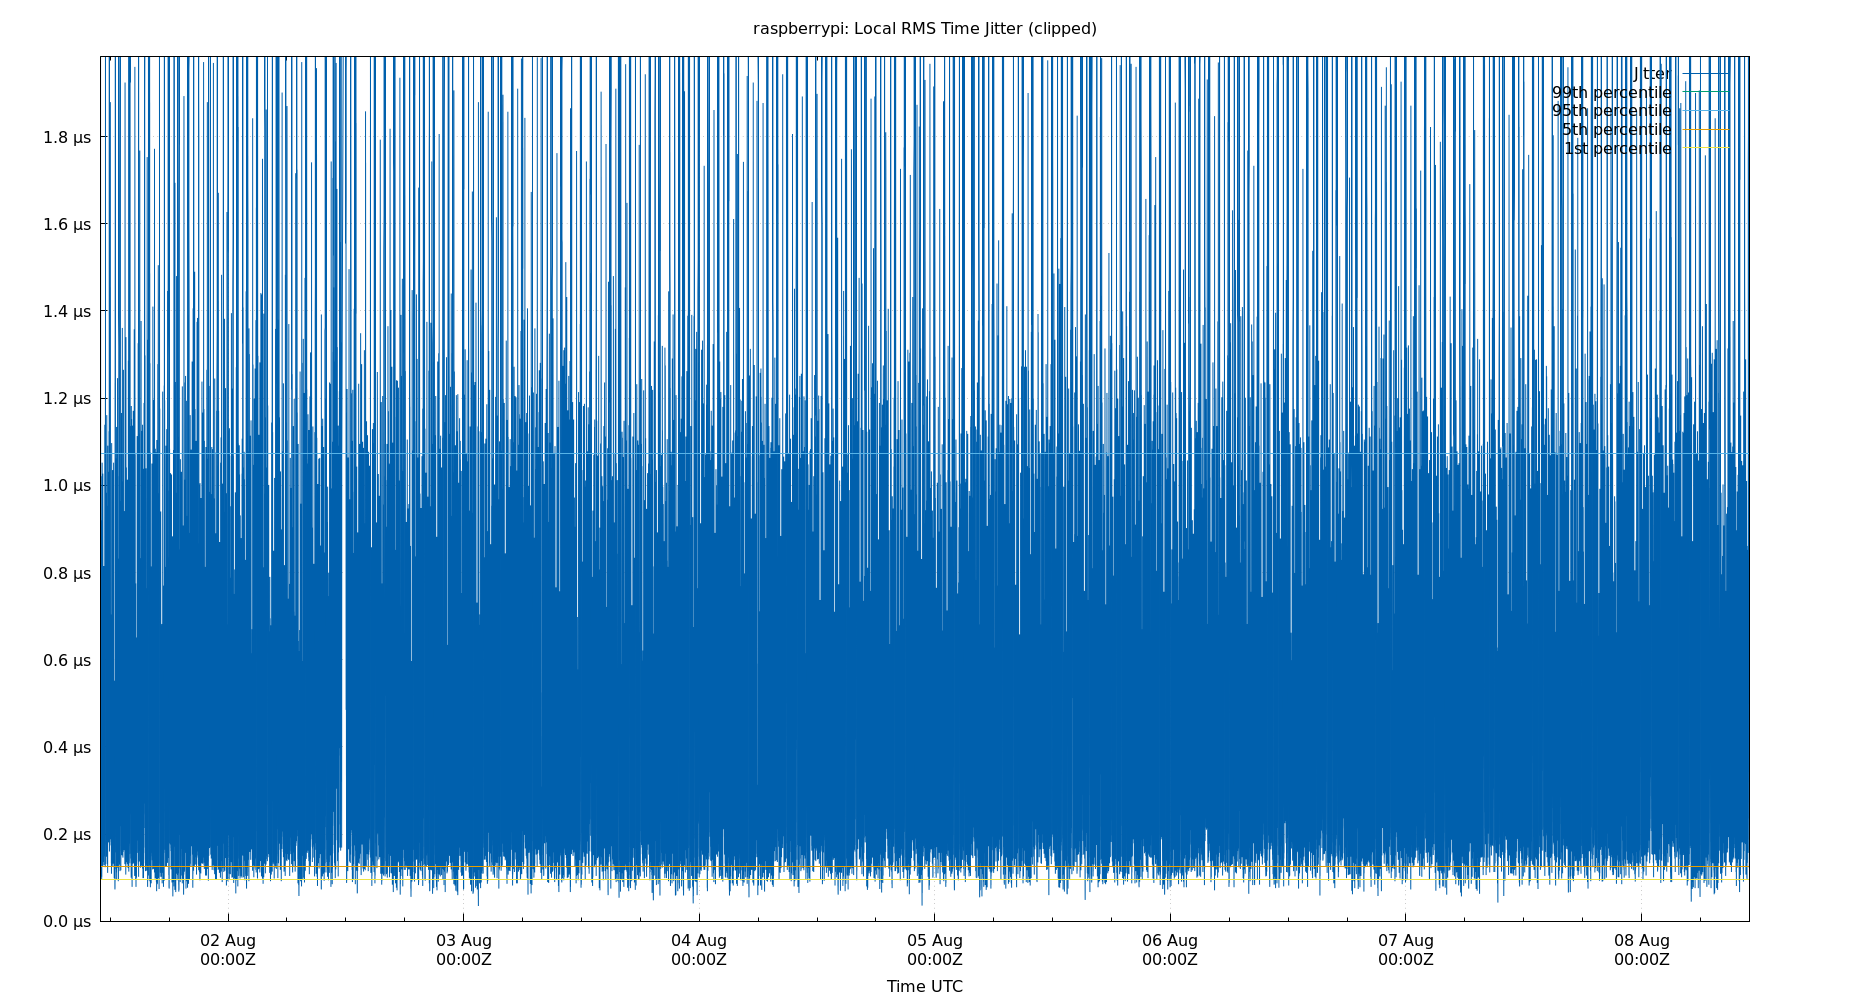 raspberrypi: Local RMS Time Jitter (clipped)
Jitter
99th percentile
95th percentile
5th percentile
1st percentile
1.8 µs
1.6 µs
1.4 µs
1.2 µs
1.0 µs
0.8 µs
0.6 µs
0.4 µs
0.2 µs
0.0 µs
02 Aug 03 Aug 04 Aug 05 Aug 06 Aug 07 Aug 08 Aug
00:00Z 00:00Z 00:00Z 00:00Z 00:00Z 00:00Z 00:00Z
Time UTC